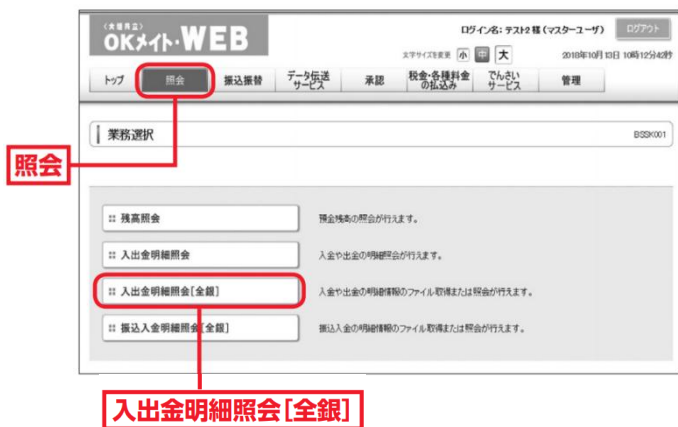 <大信共立>
OKメイト・WEB
ログイン名: テスト2 様 (マスターユーザ)
ログアウト
文字サイズを変更 小 中 大
2018年10月13日 10時12分42秒
トップ
照会
振込振替
データ伝送サービス
承認
税金・各種料金の払込み
でんさいサービス
管理
業務選択
BSSK001
照会
残高照会
預金残高の照会が行えます。
入出金明細照会
入金や出金の明細照会が行えます。
入出金明細照会[全銀]
入金や出金の明細情報のファイル取得または照会が行えます。
振込入金明細照会[全銀]
振込入金の明細情報のファイル取得または照会が行えます。
入出金明細照会[全銀]